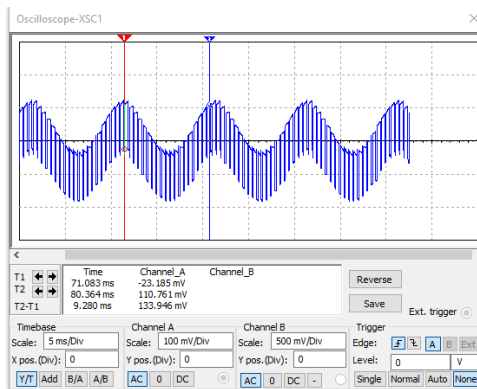 Oscilloscope-XSC1
1 2
T1 Time Channel_A Channel_B
T2 71.083 ms -23.185 mV
80.364 ms 110.761 mV
T2-T1 9.280 ms 133.946 mV
Reverse
Save
Ext. trigger
Timebase Channel A Channel B Trigger
Scale: 5 ms/Div Scale: 100 mV/Div Scale: 500 mV/Div Edge: A B Ext
X pos.(Div): 0 Y pos.(Div): 0 Y pos.(Div): 0 Level: 0 V
Y/T Add B/A A/B AC 0 DC AC 0 DC - Single Normal Auto None